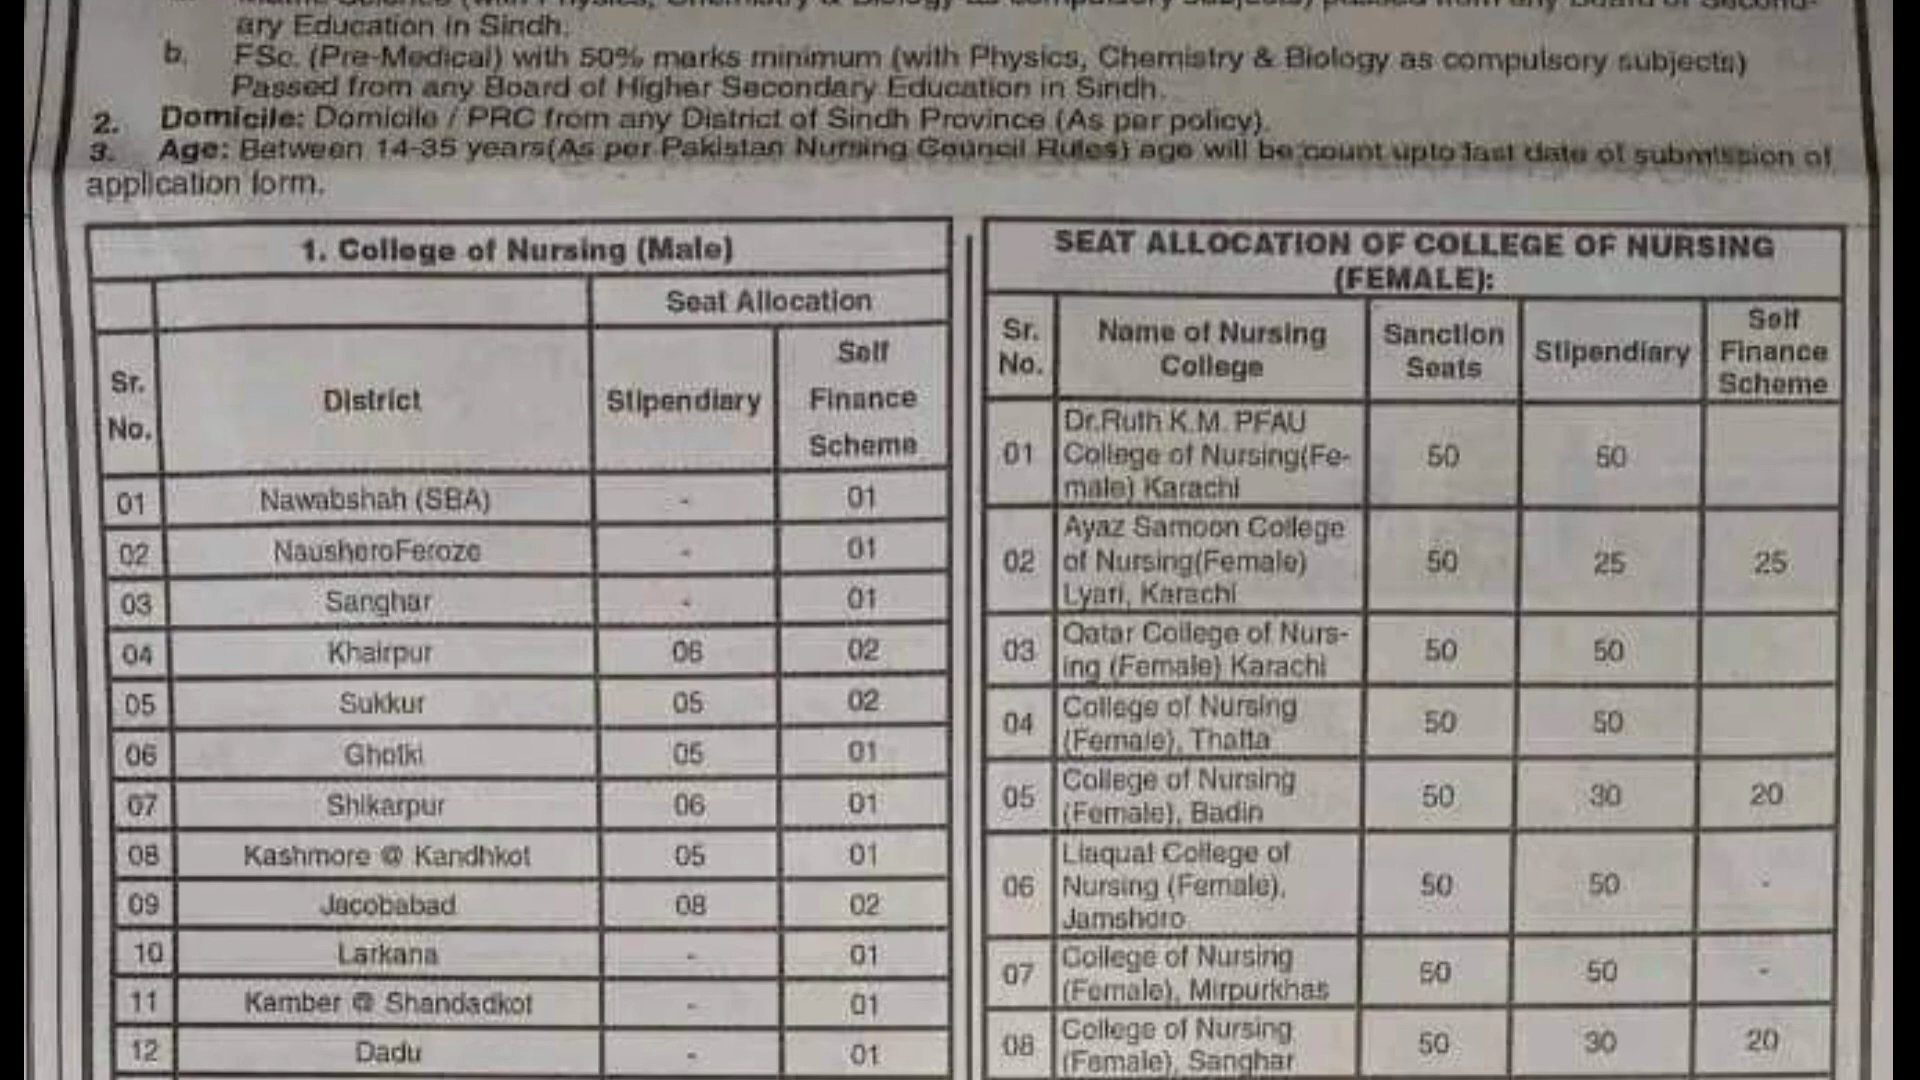 ary Education in Sindh.
b. FSc. (Pre-Medical) with 50% marks minimum (with Physics, Chemistry & Biology as compulsory subjects)
Passed from any Board of Higher Secondary Education in Sindh.
2. Domicile: Domicile / PRC from any District of Sindh Province (As per policy).
3. Age: Between 14-35 years(As per Pakistan Nursing Council Rules) age will be count upto last date of submission of
application form.
1. College of Nursing (Male)
Seat Allocation
Sr. No. District Stipendiary Self Finance Scheme
01 Nawabshah (SBA) - 01
02 NausheroFeroze - 01
03 Sanghar - 01
04 Khairpur 06 02
05 Sukkur 05 02
06 Ghotki 05 01
07 Shikarpur 06 01
08 Kashmore @ Kandhkot 05 01
09 Jacobabad 08 02
10 Larkana - 01
11 Kamber @ Shandadkot - 01
12 Dadu - 01
SEAT ALLOCATION OF COLLEGE OF NURSING
(FEMALE):
Sr. No. Name of Nursing College Sanction Seats Stipendiary Self Finance Scheme
01 Dr.Ruth K.M. PFAU
College of Nursing(Fe- 50 50
male) Karachi
Ayaz Samoon College
02 of Nursing(Female) 50 25 25
Lyari, Karachi
03 Qatar College of Nurs- 50 50
ing (Female) Karachi
04 College of Nursing 50 50
(Female), Thatta
05 College of Nursing 50 30 20
(Female), Badin
Liaquat College of
06 Nursing (Female), 50 50 -
Jamshoro
07 College of Nursing 50 50 -
(Female), Mirpurkhas
08 College of Nursing 50 30 20
(Female), Sanghar